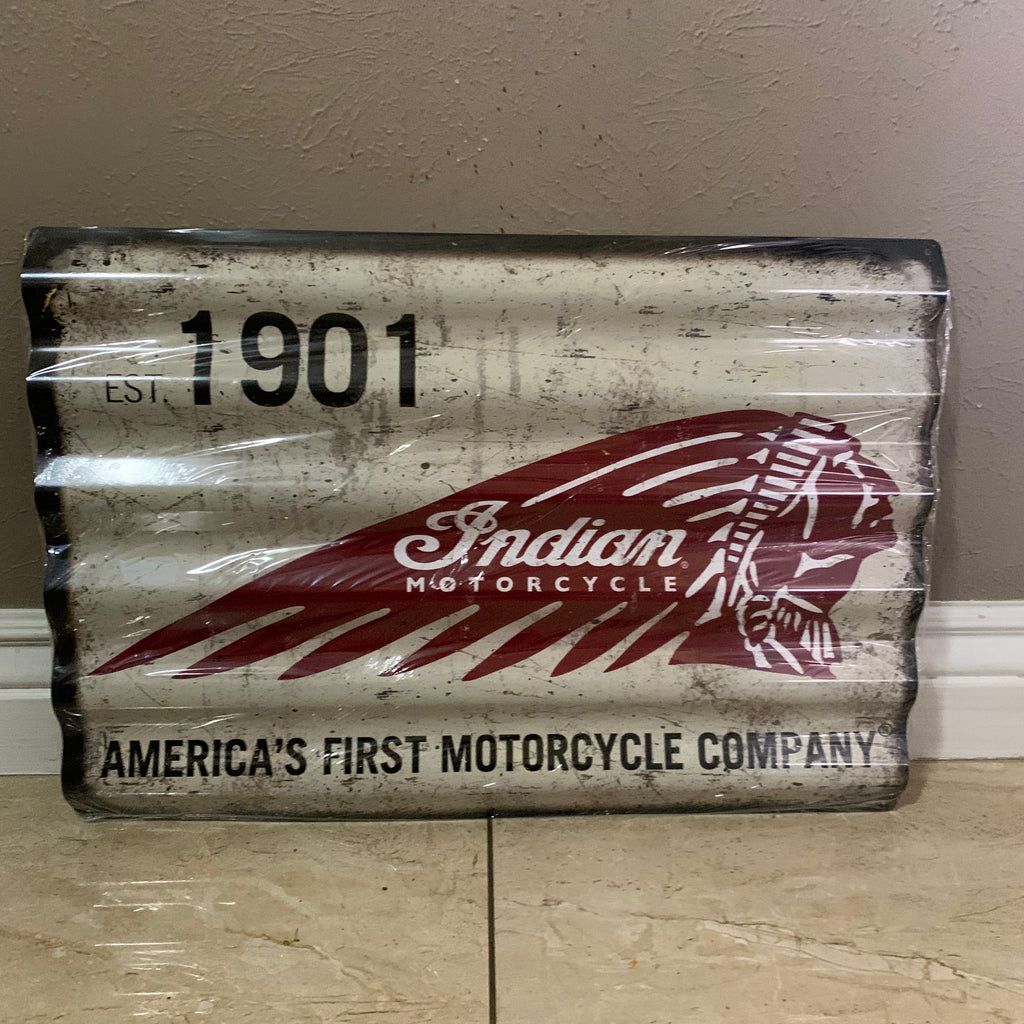 EST. 1901
Indian®
MOTORCYCLE
AMERICA'S FIRST MOTORCYCLE COMPANY®